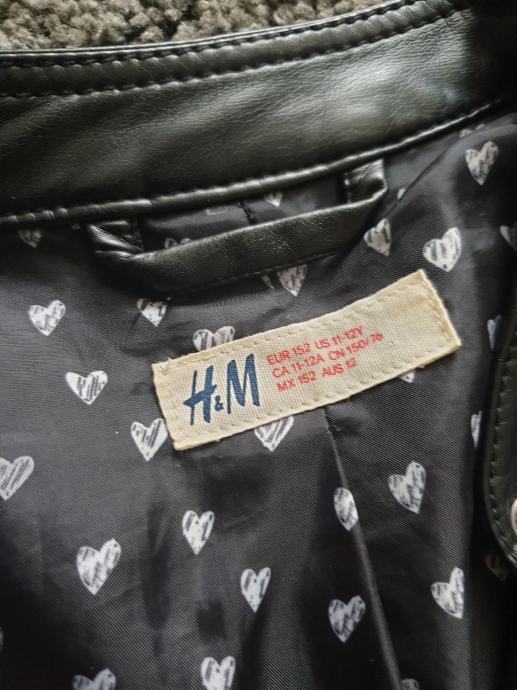 H&M
EUR 152 US 11-12Y
CA 11-12A CN 150/76
MX 152 AUS 12